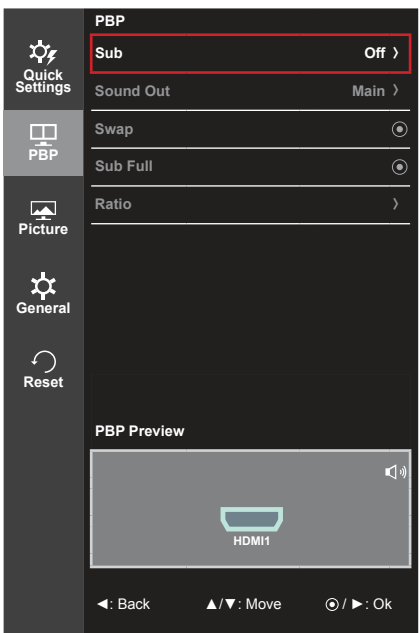 PBP
Quick
Settings
PBP
Picture
General
Reset
Sub Off 〉
Sound Out Main 〉
Swap
Sub Full
Ratio 〉
PBP Preview
HDMI1
◄: Back ▲/▼: Move ⦿ / ►: Ok